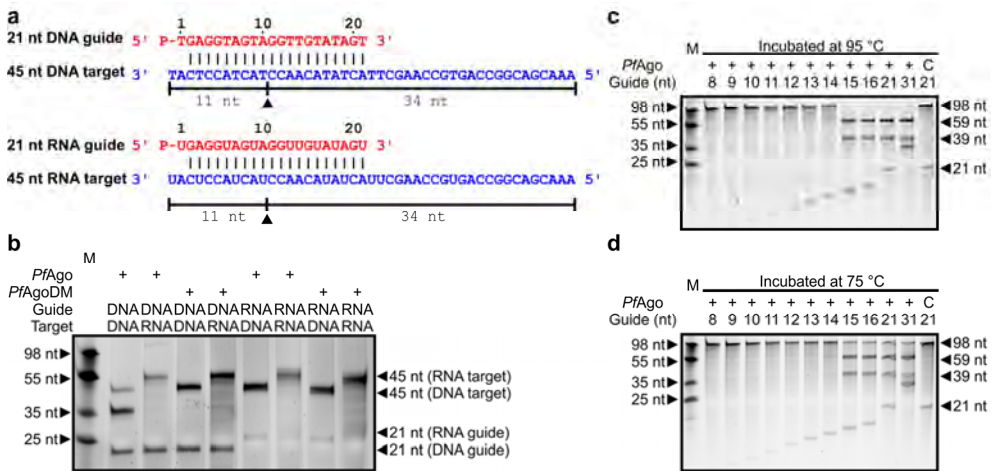 a
1 10 20
21 nt DNA guide 5' P-TGAGGTAGTAGGTTGTATAGT 3'
45 nt DNA target 3' TACTCCATCATCCAACATATCATTCGAACCGTGACCGGCAGCAAA 5'
11 nt 34 nt
1 10 20
21 nt RNA guide 5' P-UGAGGUAGUAGGUUGUAUAGU 3'
45 nt RNA target 3' UACUCCAUCAUCCAACAUAUCAUUCGAACCGUGACCGGCAGCAAA 5'
11 nt 34 nt
b
M
PfAgo + + + +
PfAgoDM + + + +
Guide DNA DNA DNA DNA RNA RNA RNA RNA
Target DNA RNA DNA RNA DNA RNA DNA RNA
98 nt
55 nt
35 nt
25 nt
45 nt (RNA target)
45 nt (DNA target)
21 nt (RNA guide)
21 nt (DNA guide)
c
M Incubated at 95 °C
PfAgo + + + + + + + + + + + C
Guide (nt) 8 9 10 11 12 13 14 15 16 21 31 21
98 nt
55 nt
35 nt
25 nt
98 nt
59 nt
39 nt
21 nt
d
M Incubated at 75 °C
PfAgo + + + + + + + + + + + C
Guide (nt) 8 9 10 11 12 13 14 15 16 21 31 21
98 nt
55 nt
35 nt
25 nt
98 nt
59 nt
39 nt
21 nt